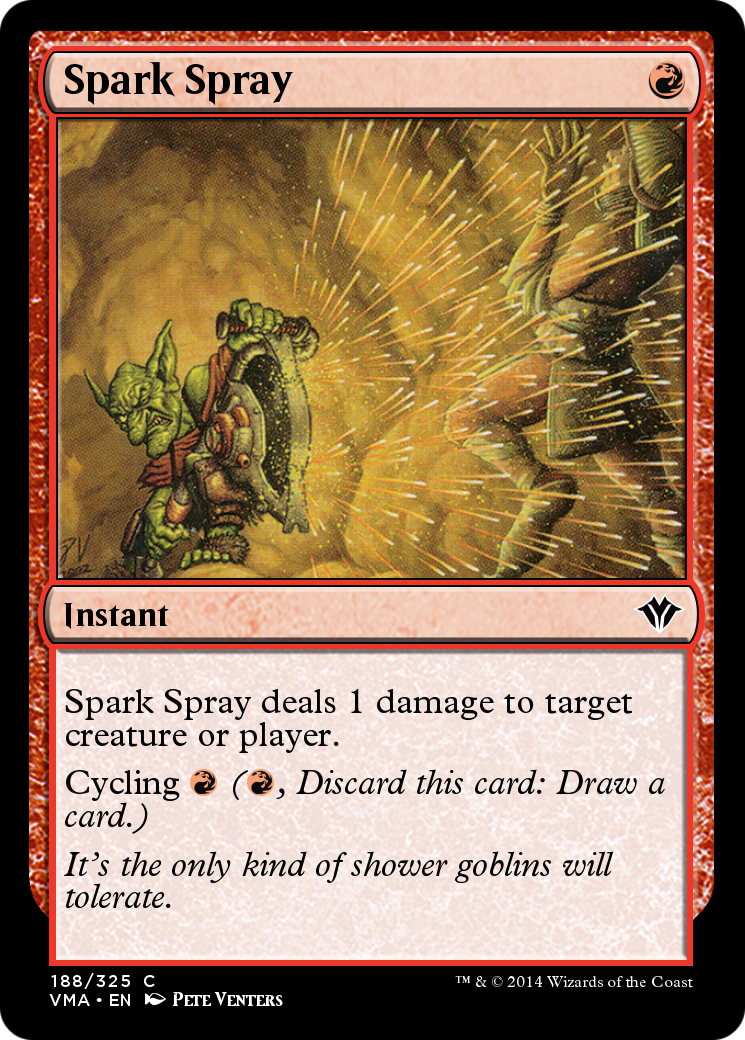 Spark Spray
PV
Instant
Spark Spray deals 1 damage to target
creature or player.
Cycling (, Discard this card: Draw a
card.)
It's the only kind of shower goblins will
tolerate.
188/325 C
™ & © 2014 Wizards of the Coast
VMA • EN Pete Venters